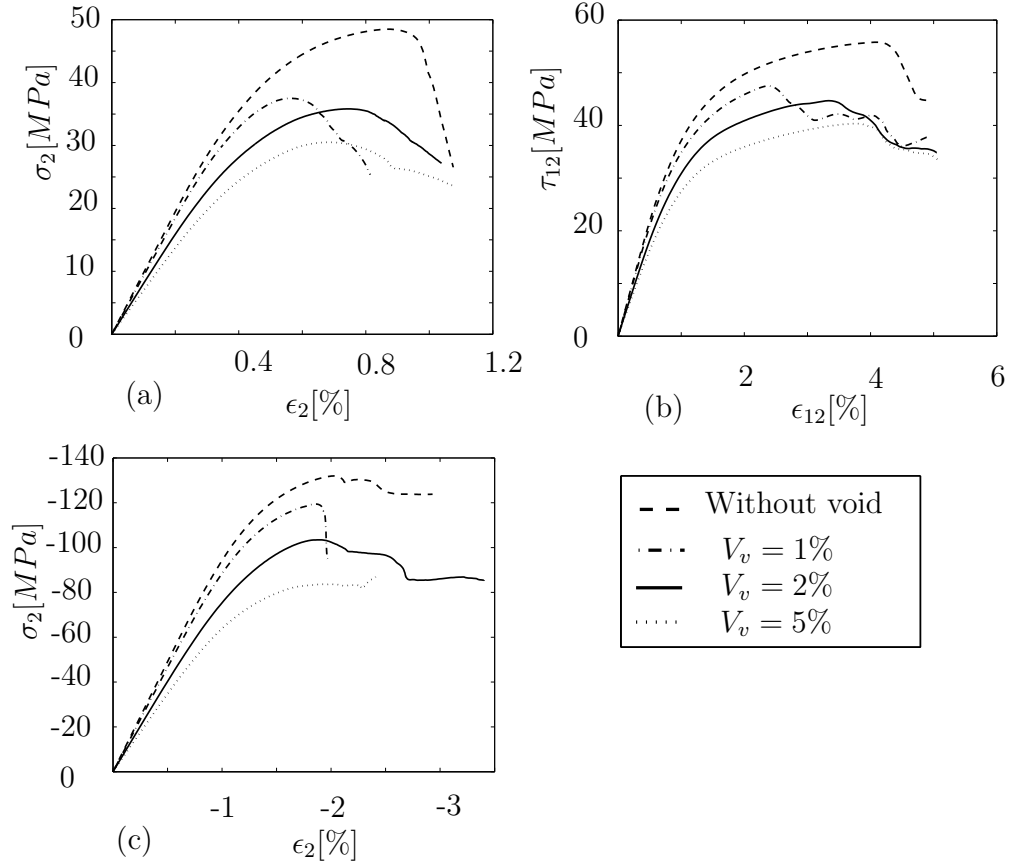 50
40
30
20
10
0
σ₂[MPa]
0.4 0.8 1.2
(a)
ϵ₂[%]
60
40
20
0
τ₁₂[MPa]
2 4 6
(b)
ϵ₁₂[%]
-140
-120
-100
-80
-60
-40
-20
0
σ₂[MPa]
-1 -2 -3
(c)
ϵ₂[%]
Without void
Vᵥ = 1%
Vᵥ = 2%
Vᵥ = 5%